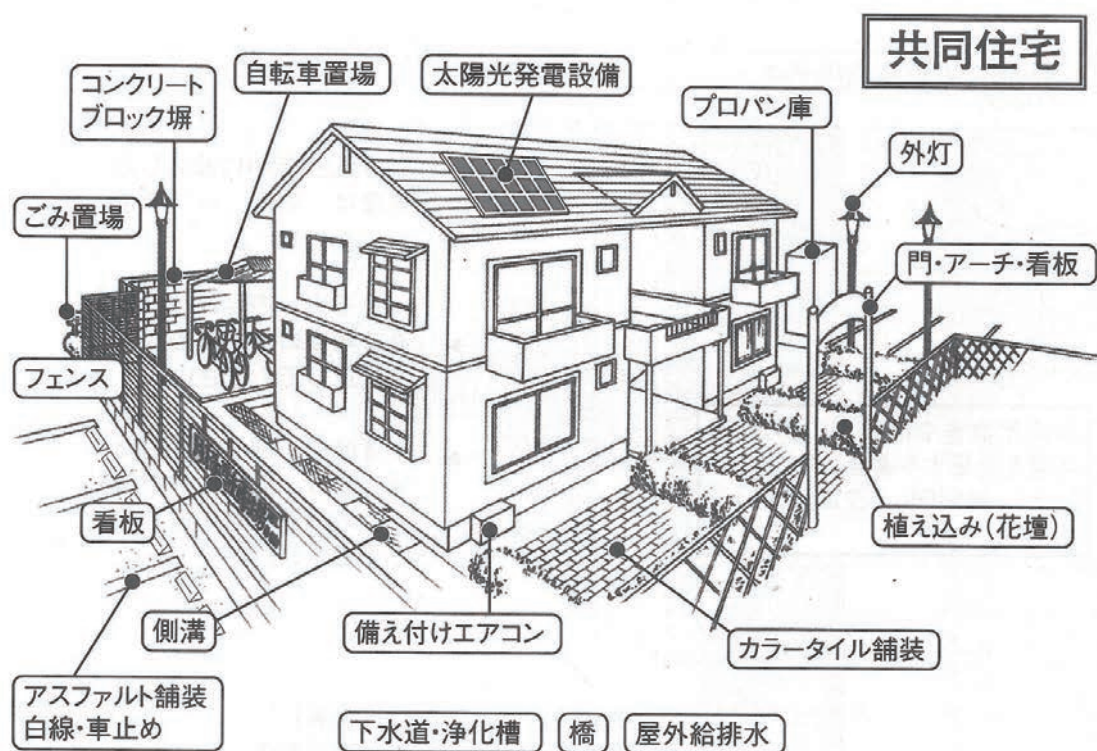 共同住宅
コンクリート
ブロック塀
自転車置場
太陽光発電設備
プロパン庫
外灯
ごみ置場
門・アーチ・看板
フェンス
看板
植え込み(花壇)
側溝
備え付けエアコン
カラータイル舗装
アスファルト舗装
白線・車止め
下水道・浄化槽
橋
屋外給排水